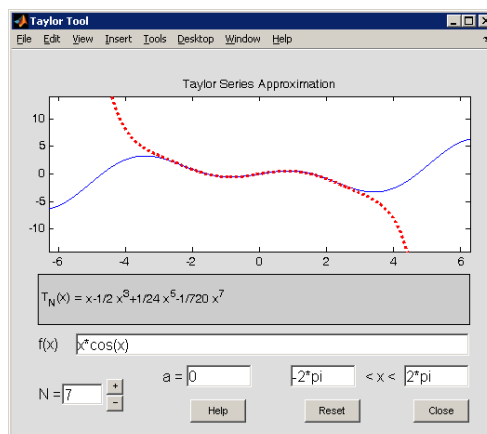 Taylor Tool
File Edit View Insert Tools Desktop Window Help
Taylor Series Approximation
10
5
0
-5
-10
-6 -4 -2 0 2 4 6
T_N(x) = x-1/2 x^3+1/24 x^5-1/720 x^7
f(x) x*cos(x)
N = 7 + − a = 0 -2*pi < x < 2*pi
Help Reset Close